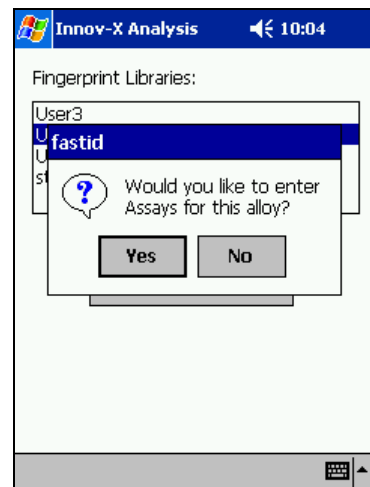 Innov-X Analysis 10:04
Fingerprint Libraries:
User3
fastid
Would you like to enter
Assays for this alloy?
Yes No